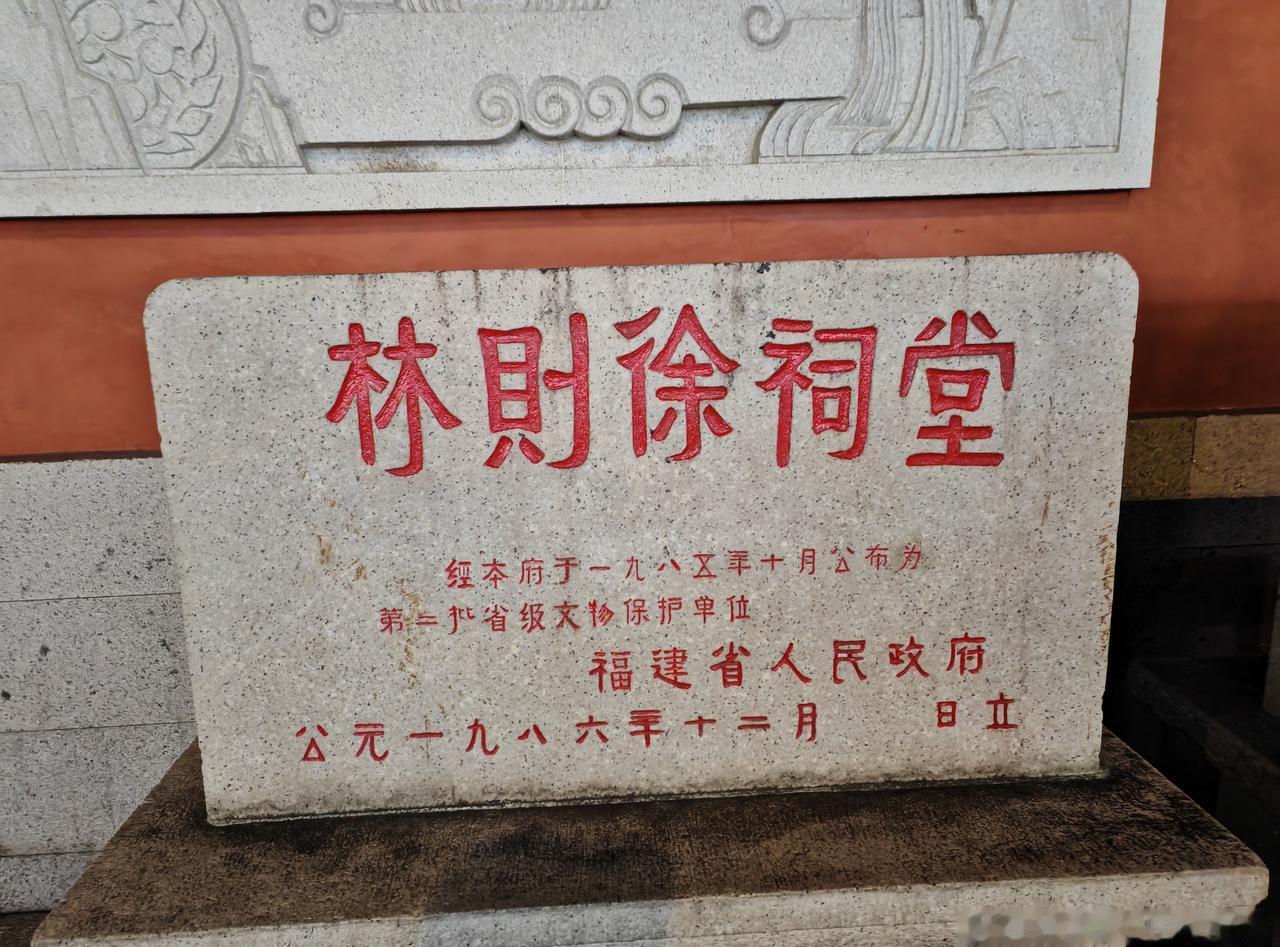 林則徐祠堂
經本府于一九八五年十月公布为
第二批省级文物保护单位
福建省人民政府
公元一九八六年十二月 日立